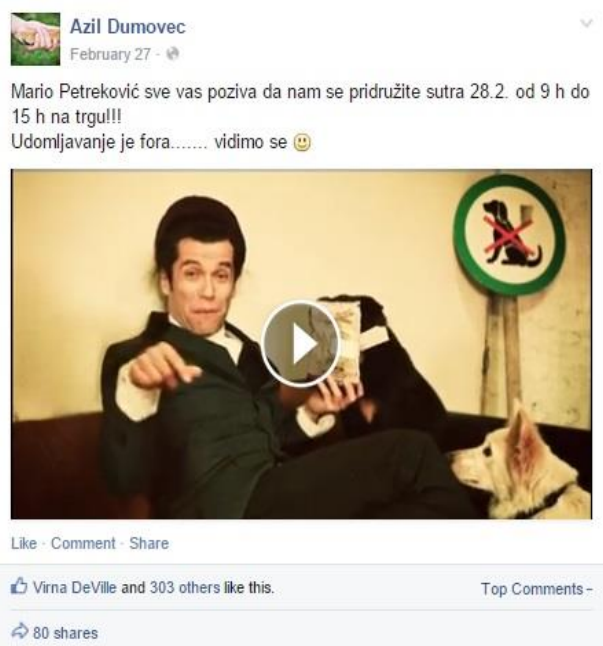 Azil Dumovec
February 27 ·
Mario Petreković sve vas poziva da nam se pridružite sutra 28.2. od 9 h do
15 h na trgu!!!
Udomljavanje je fora....... vidimo se
Like · Comment · Share
Virna DeVille and 303 others like this.
Top Comments
80 shares